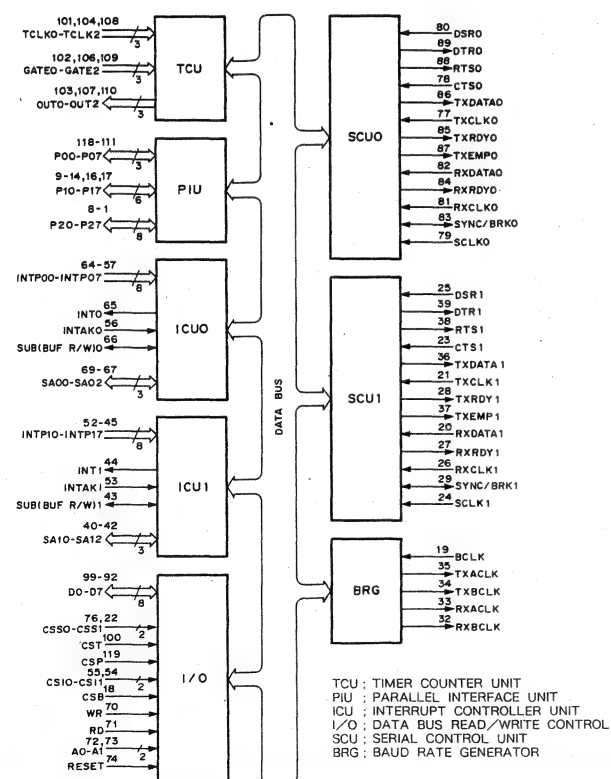 101,104,108
TCLK0-TCLK2
3
102,106,109
GATE0-GATE2
3
103,107,110
OUT0-OUT2
3
TCU
118-111
P00-P07
3
9-14,16,17
P10-P17
6
8-1
P20-P27
8
PIU
64-57
INTP00-INTP07
8
65
INT0
56
INTAK0
66
SUB(BUF R/W)0
69-67
SA00-SA02
3
ICU0
52-45
INTP10-INTP17
8
44
INT1
53
INTAK1
43
SUB(BUF R/W)1
40-42
SA10-SA12
3
ICU1
99-92
D0-D7
8
76,22
CSS0-CSS1
2
100
CST
119
CSP
55,54
CSI0-CSI1
2
18
CSB
70
WR
71
RD
72,73
A0-A1
2
74
RESET
I/O
DATA BUS
SCU0
80
DSR0
89
DTR0
88
RTS0
78
CTS0
86
TXDATA0
77
TXCLK0
85
TXRDY0
87
TXEMP0
82
RXDATA0
84
RXRDY0
81
RXCLK0
83
SYNC/BRK0
79
SCLK0
SCU1
25
DSR1
39
DTR1
38
RTS1
23
CTS1
36
TXDATA1
21
TXCLK1
28
TXRDY1
37
TXEMP1
20
RXDATA1
27
RXRDY1
26
RXCLK1
29
SYNC/BRK1
24
SCLK1
BRG
19
BCLK
35
TXACLK
34
TXBCLK
33
RXACLK
32
RXBCLK
TCU ; TIMER COUNTER UNIT
PIU ; PARALLEL INTERFACE UNIT
ICU ; INTERRUPT CONTROLLER UNIT
I/O ; DATA BUS READ/WRITE CONTROL
SCU ; SERIAL CONTROL UNIT
BRG ; BAUD RATE GENERATOR